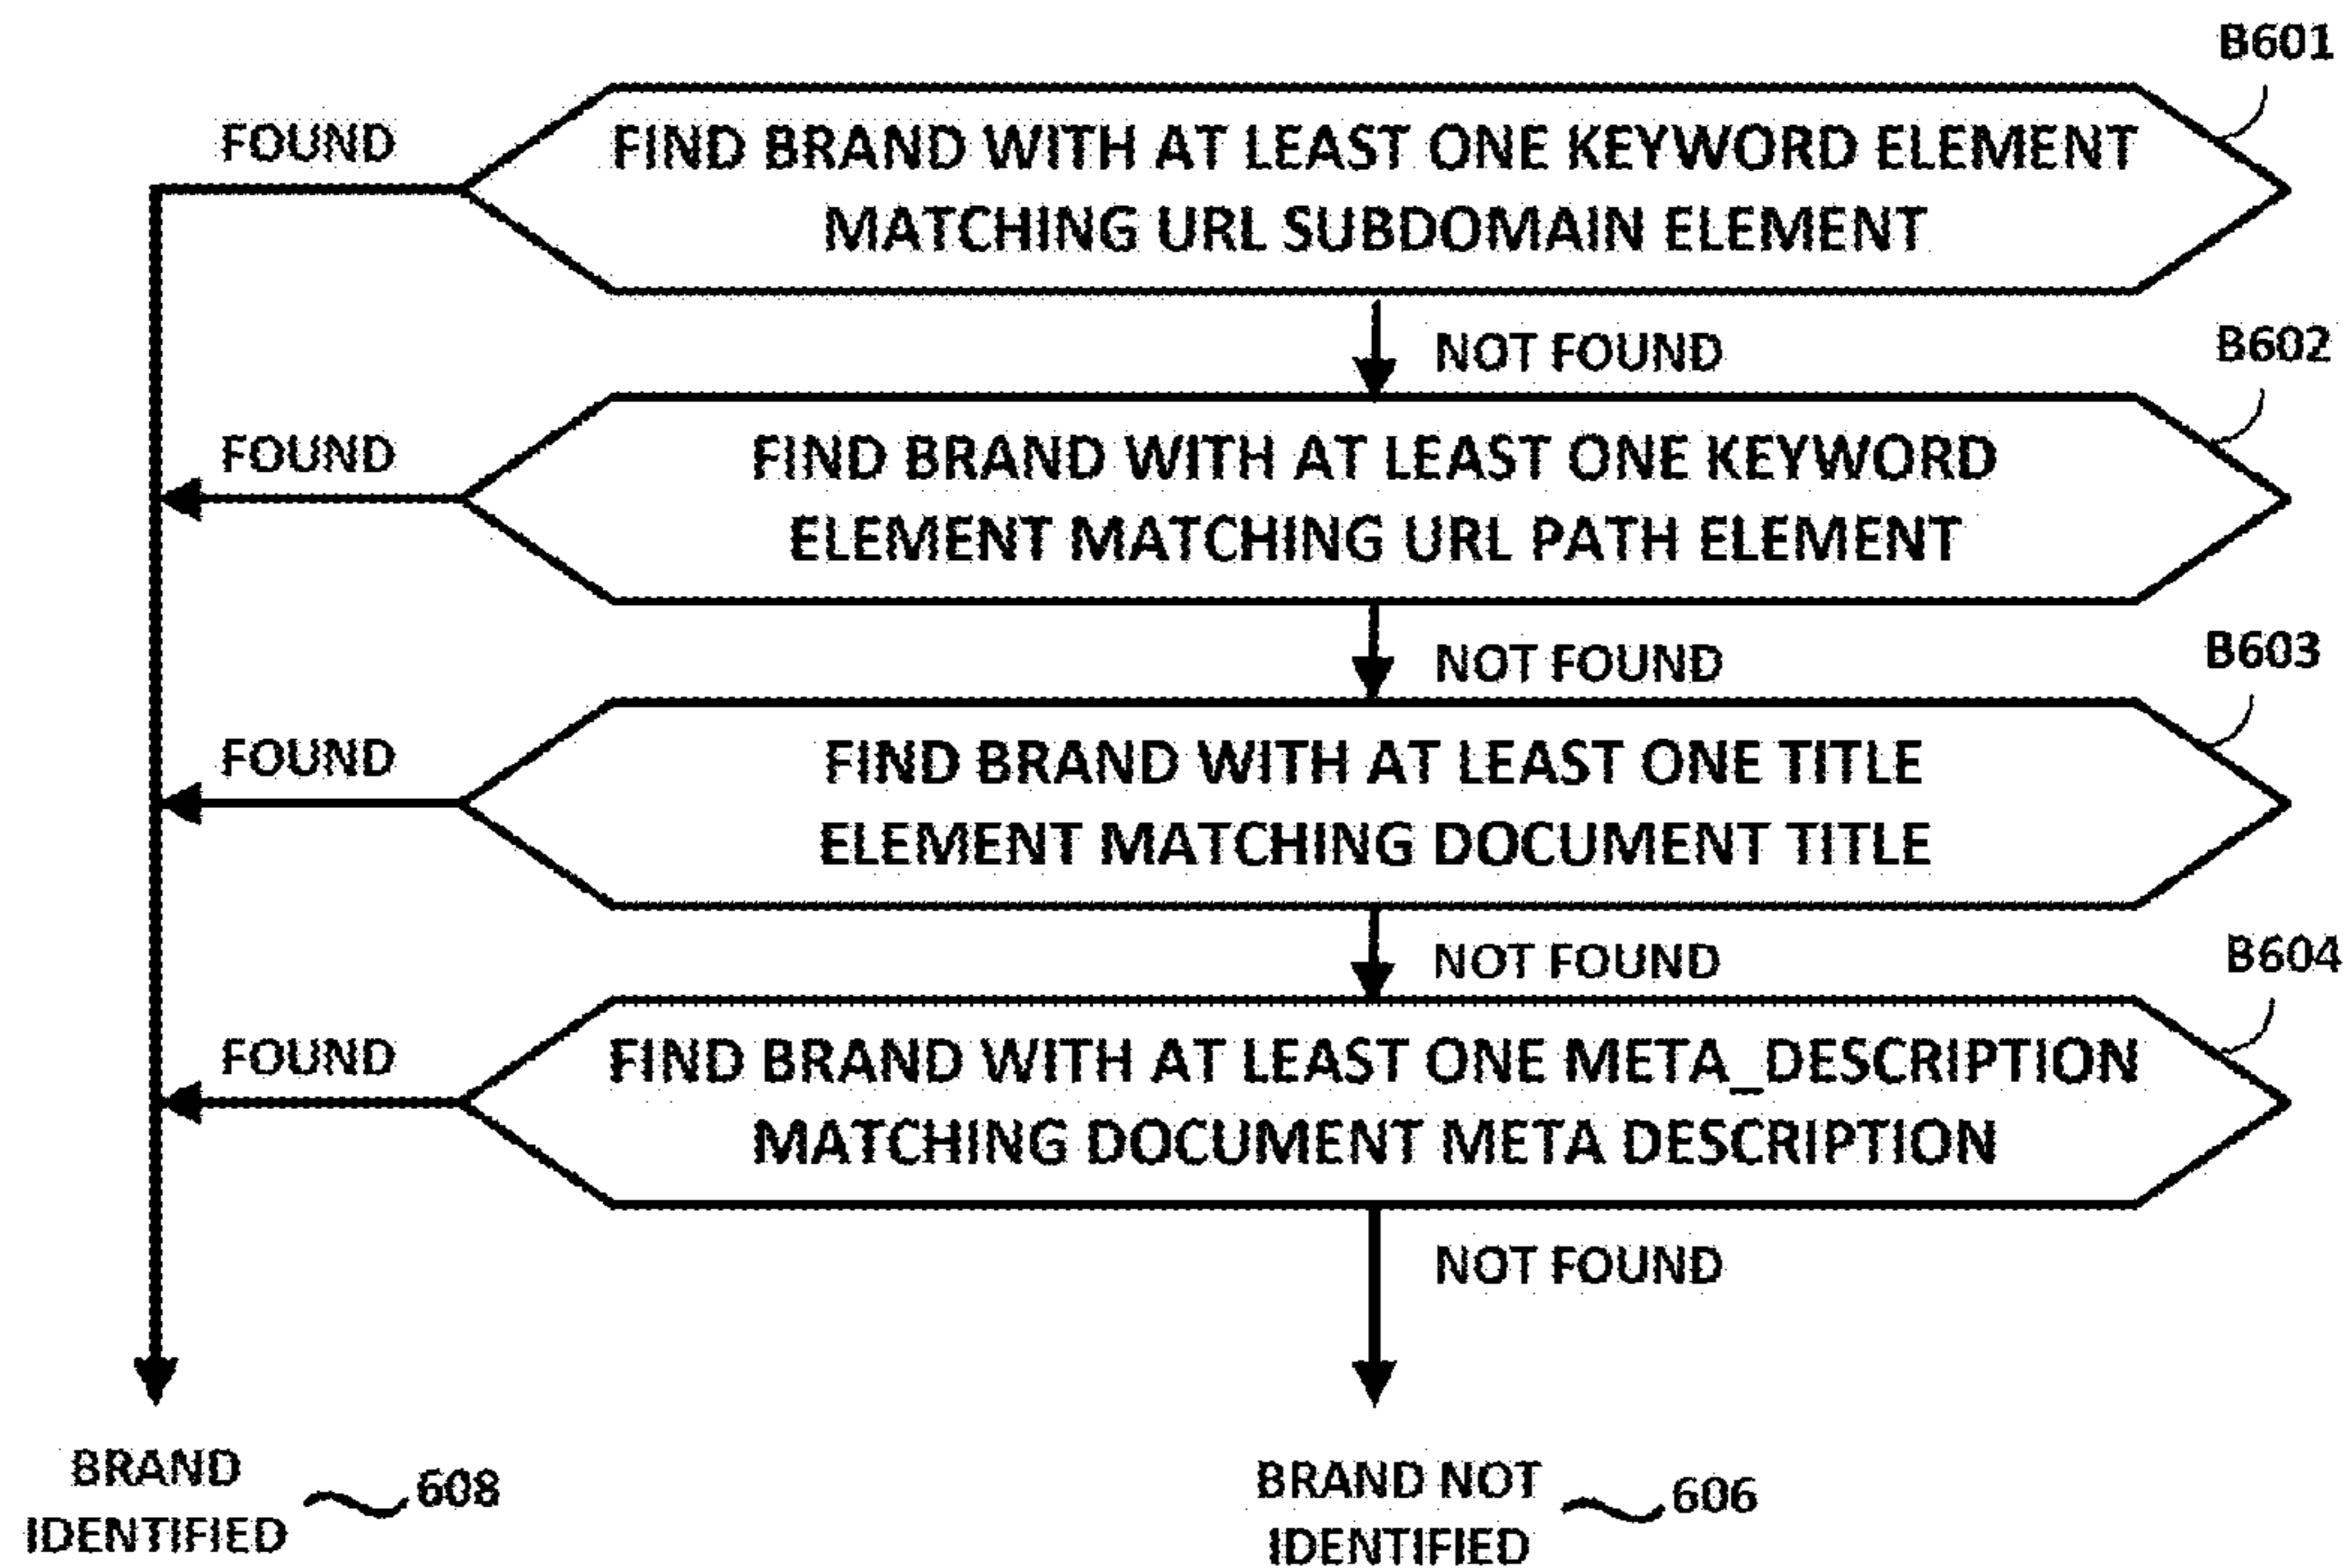 B601
FOUND
FIND BRAND WITH AT LEAST ONE KEYWORD ELEMENT
MATCHING URL SUBDOMAIN ELEMENT
NOT FOUND
B602
FOUND
FIND BRAND WITH AT LEAST ONE KEYWORD
ELEMENT MATCHING URL PATH ELEMENT
NOT FOUND
B603
FOUND
FIND BRAND WITH AT LEAST ONE TITLE
ELEMENT MATCHING DOCUMENT TITLE
NOT FOUND
B604
FOUND
FIND BRAND WITH AT LEAST ONE META_DESCRIPTION
MATCHING DOCUMENT META DESCRIPTION
NOT FOUND
BRAND
IDENTIFIED
608
BRAND NOT
IDENTIFIED
606